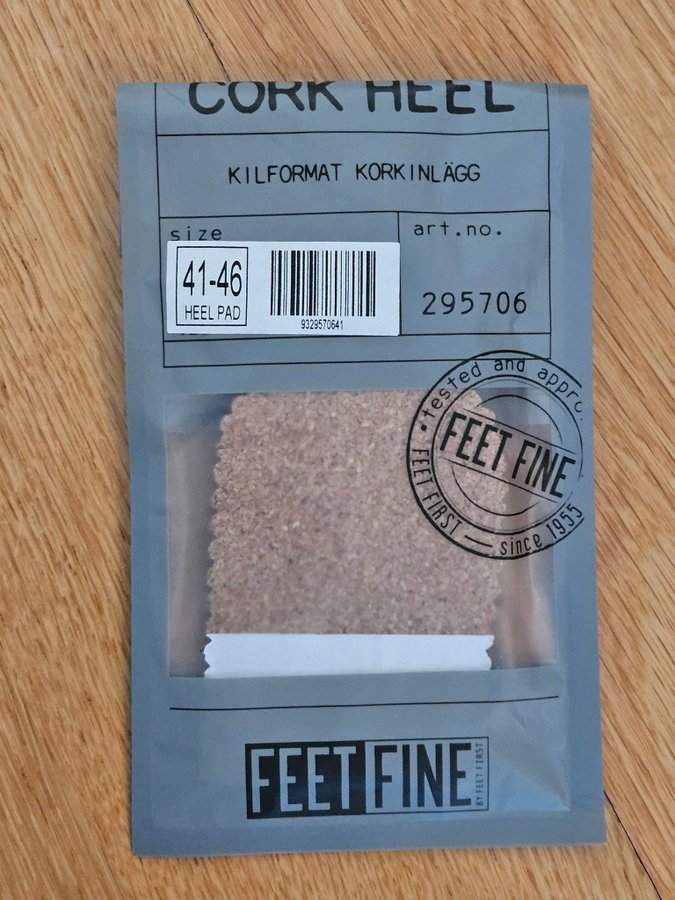 CORK HEEL
KILFORMAT KORKINLÄGG
size
art.no.
41-46
HEEL PAD
9329570641
295706
tested and
FEET FINE
FEET FIRST
since 1955
FEET FINE
BY FEET FIRST